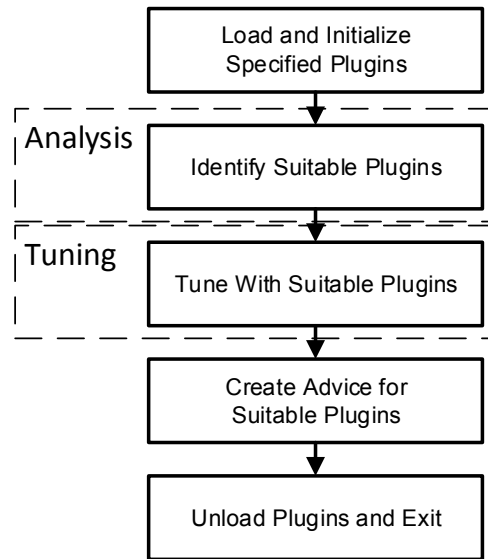 Load and Initialize
Specified Plugins
Analysis
Identify Suitable Plugins
Tuning
Tune With Suitable Plugins
Create Advice for
Suitable Plugins
Unload Plugins and Exit